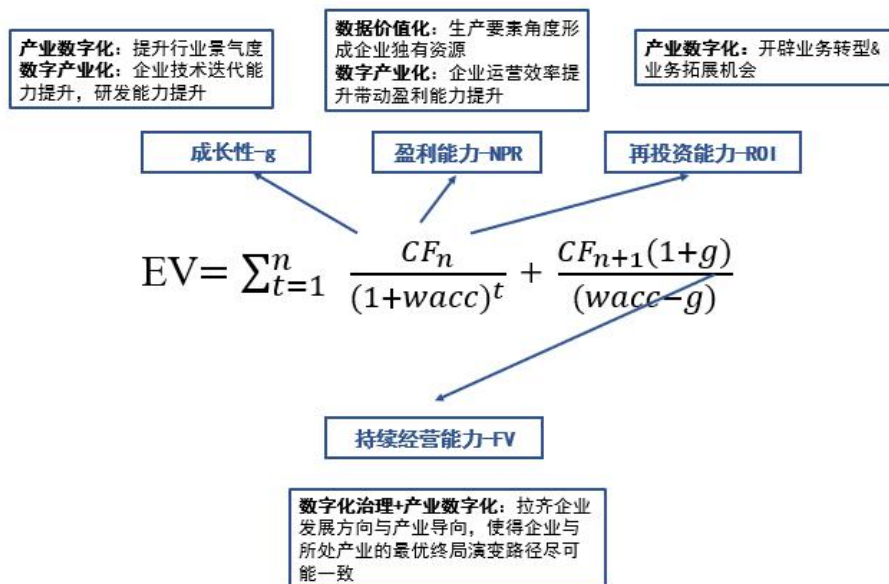 产业数字化：提升行业景气度
数字产业化：企业技术迭代能
力提升，研发能力提升
数据价值化：生产要素角度形
成企业独有资源
数字产业化：企业运营效率提
升带动盈利能力提升
产业数字化：开辟业务转型&
业务拓展机会
成长性-g
盈利能力-NPR
再投资能力-ROI
EV= ∑_{t=1}^{n} \frac{CF_n}{(1+wacc)^t} + \frac{CF_{n+1}(1+g)}{(wacc-g)}
持续经营能力-FV
数字化治理+产业数字化：拉齐企业
发展方向与产业导向，使得企业与
所处产业的最优终局演变路径尽可
能一致